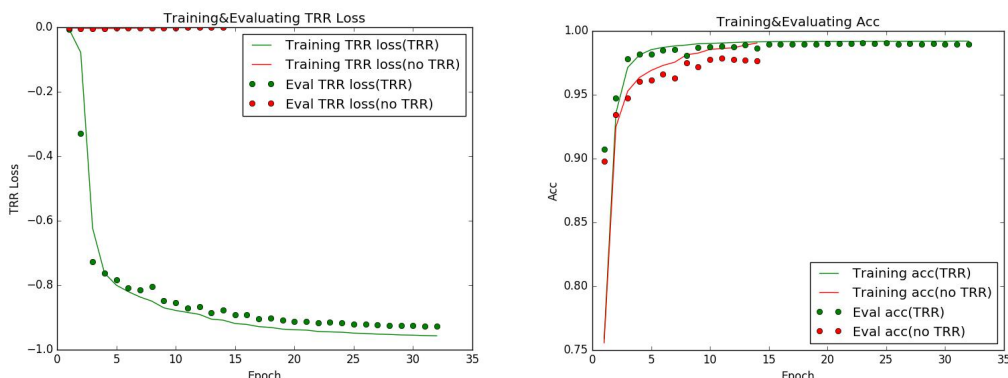 Training&Evaluating TRR Loss
0.0
−0.2
−0.4
−0.6
−0.8
−1.0
TRR Loss
0
5
10
15
20
25
30
35
Epoch
Training TRR loss(TRR)
Training TRR loss(no TRR)
Eval TRR loss(TRR)
Eval TRR loss(no TRR)
Training&Evaluating Acc
1.00
0.95
0.90
0.85
0.80
0.75
Acc
0
5
10
15
20
25
30
35
Epoch
Training acc(TRR)
Training acc(no TRR)
Eval acc(TRR)
Eval acc(no TRR)